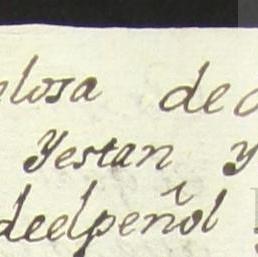 losa de
Yestan y
deelpeñol